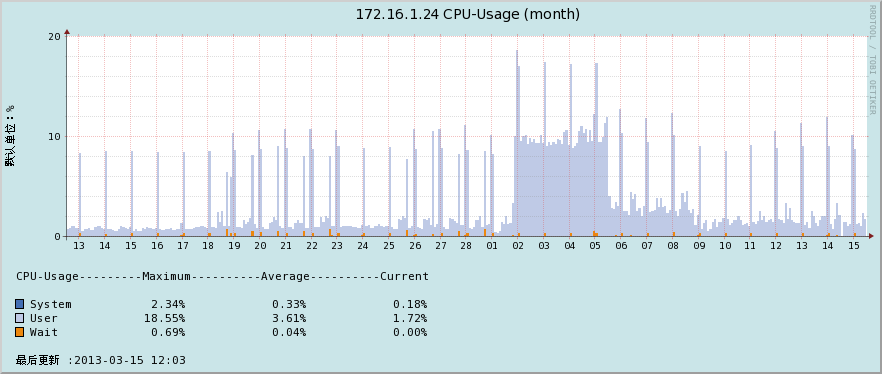 172.16.1.24 CPU-Usage (month)
RRDTOOL / TOBI OETIKER
默认单位：%
20
10
0
13 14 15 16 17 18 19 20 21 22 23 24 25 26 27 28 01 02 03 04 05 06 07 08 09 10 11 12 13 14 15
CPU-Usage---------Maximum----------Average----------Current
System 2.34% 0.33% 0.18%
User 18.55% 3.61% 1.72%
Wait 0.69% 0.04% 0.00%
最后更新 :2013-03-15 12:03